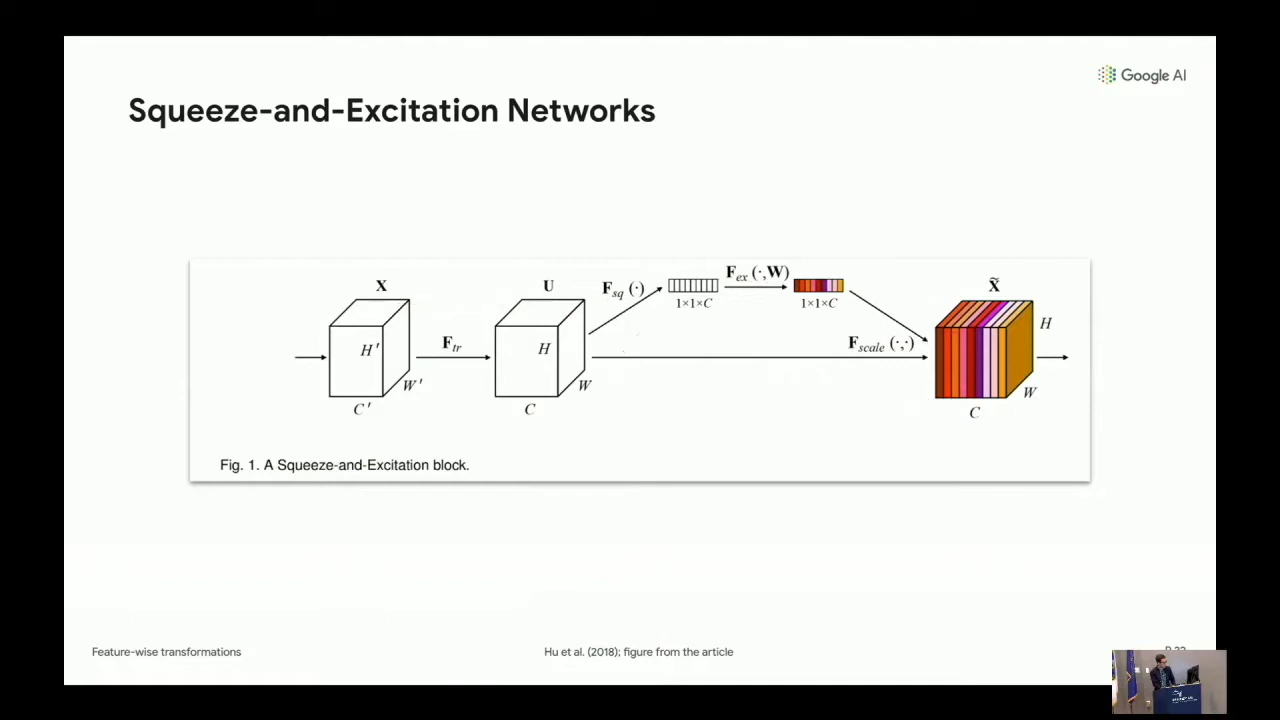 Google AI
Squeeze-and-Excitation Networks
X
U
F_sq (·)
F_ex (·,W)
1×1×C
1×1×C
X̃
H'
W'
C'
F_tr
H
W
C
F_scale (·,·)
H
W
C
Fig. 1. A Squeeze-and-Excitation block.
Feature-wise transformations
Hu et al. (2018); figure from the article